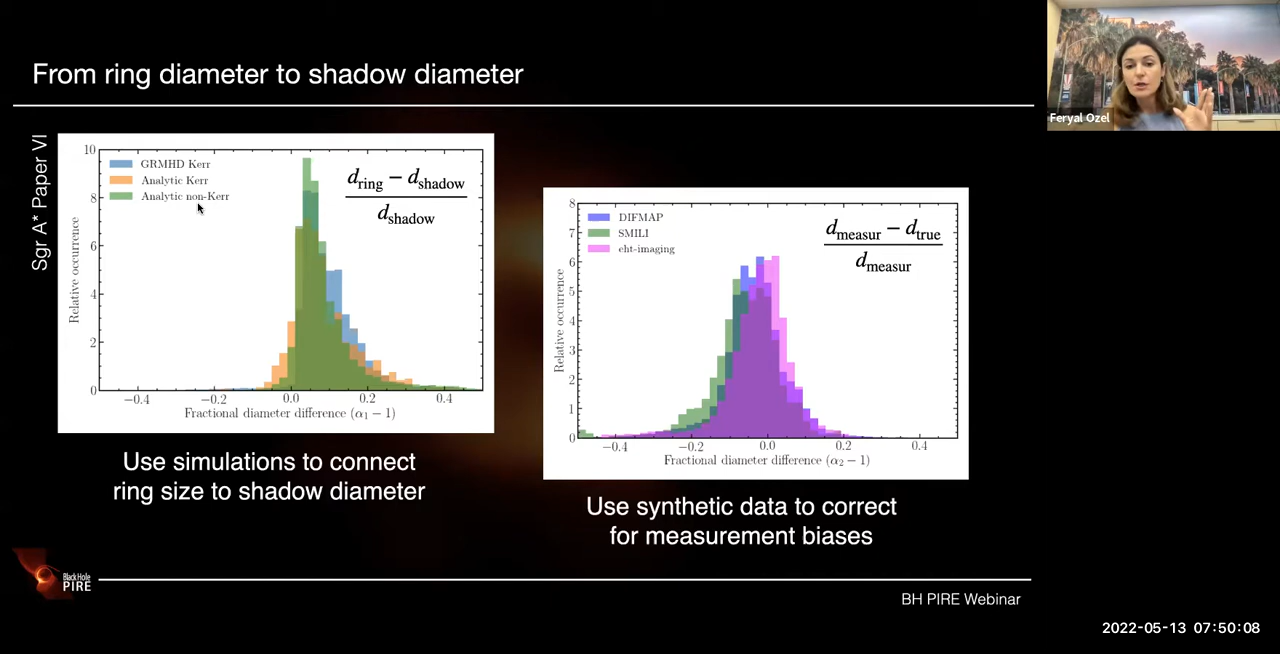 From ring diameter to shadow diameter
Feryal Ozel
Sgr A* Paper VI
10
8
6
4
2
0
Relative occurrence
GRMHD Kerr
Analytic Kerr
Analytic non-Kerr
d_ring − d_shadow
d_shadow
−0.4 −0.2 0.0 0.2 0.4
Fractional diameter difference (α₁ − 1)
Use simulations to connect
ring size to shadow diameter
8
7
6
5
4
3
2
1
0
Relative occurrence
DIFMAP
SMILI
eht-imaging
d_measur − d_true
d_measur
−0.4 −0.2 0.0 0.2 0.4
Fractional diameter difference (α₂ − 1)
Use synthetic data to correct
for measurement biases
BlackHole
PIRE
BH PIRE Webinar
2022-05-13 07:50:08